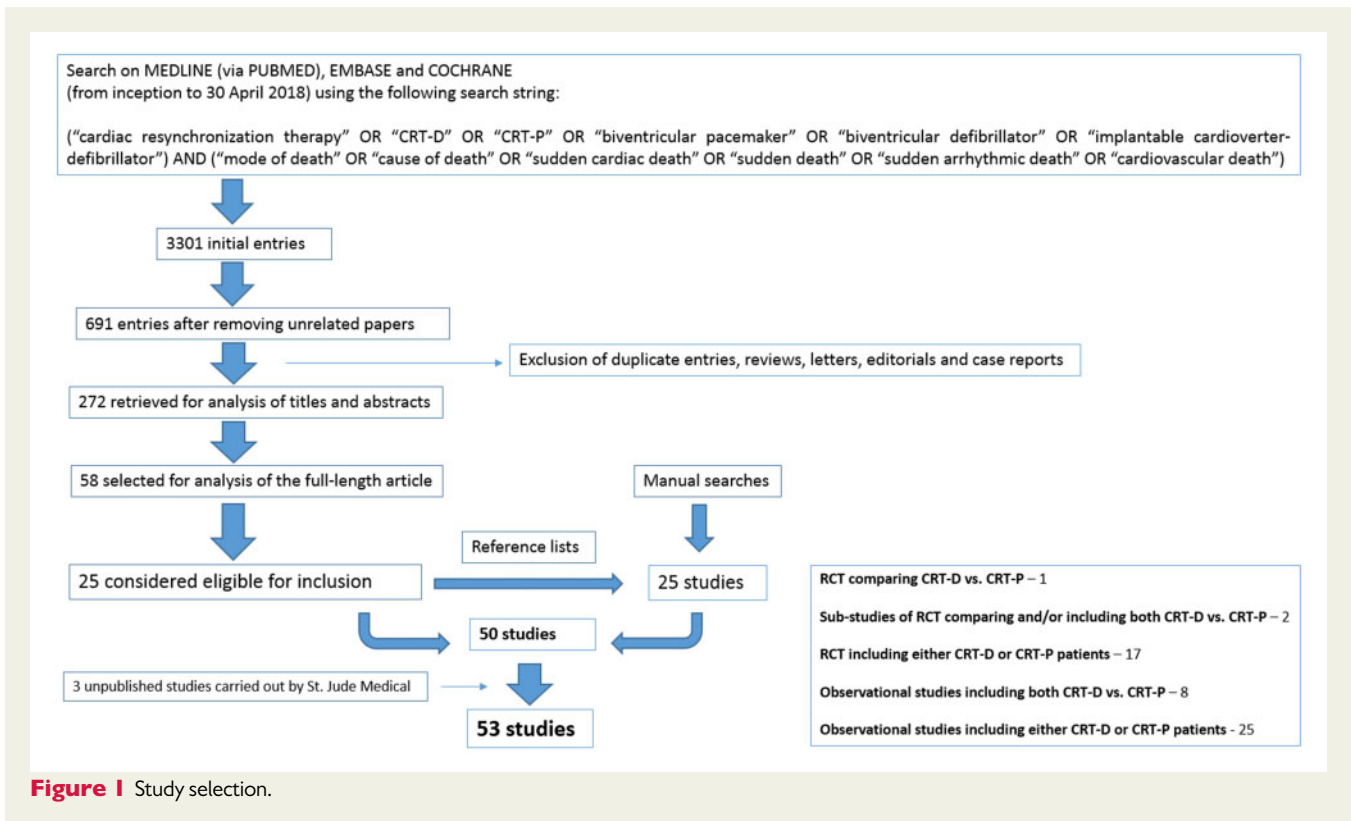 Search on MEDLINE (via PUBMED), EMBASE and COCHRANE
(from inception to 30 April 2018) using the following search string:
(“cardiac resynchronization therapy” OR “CRT-D” OR “CRT-P” OR “biventricular pacemaker” OR “biventricular defibrillator” OR “implantable cardioverter-
defibrillator”) AND (“mode of death” OR “cause of death” OR “sudden cardiac death” OR “sudden death” OR “sudden arrhythmic death” OR “cardiovascular death”)
3301 initial entries
691 entries after removing unrelated papers
Exclusion of duplicate entries, reviews, letters, editorials and case reports
272 retrieved for analysis of titles and abstracts
58 selected for analysis of the full-length article
Manual searches
Reference lists
25 considered eligible for inclusion
25 studies
50 studies
3 unpublished studies carried out by St. Jude Medical
53 studies
RCT comparing CRT-D vs. CRT-P – 1
Sub-studies of RCT comparing and/or including both CRT-D vs. CRT-P – 2
RCT including either CRT-D or CRT-P patients – 17
Observational studies including both CRT-D vs. CRT-P – 8
Observational studies including either CRT-D or CRT-P patients - 25
Figure 1 Study selection.